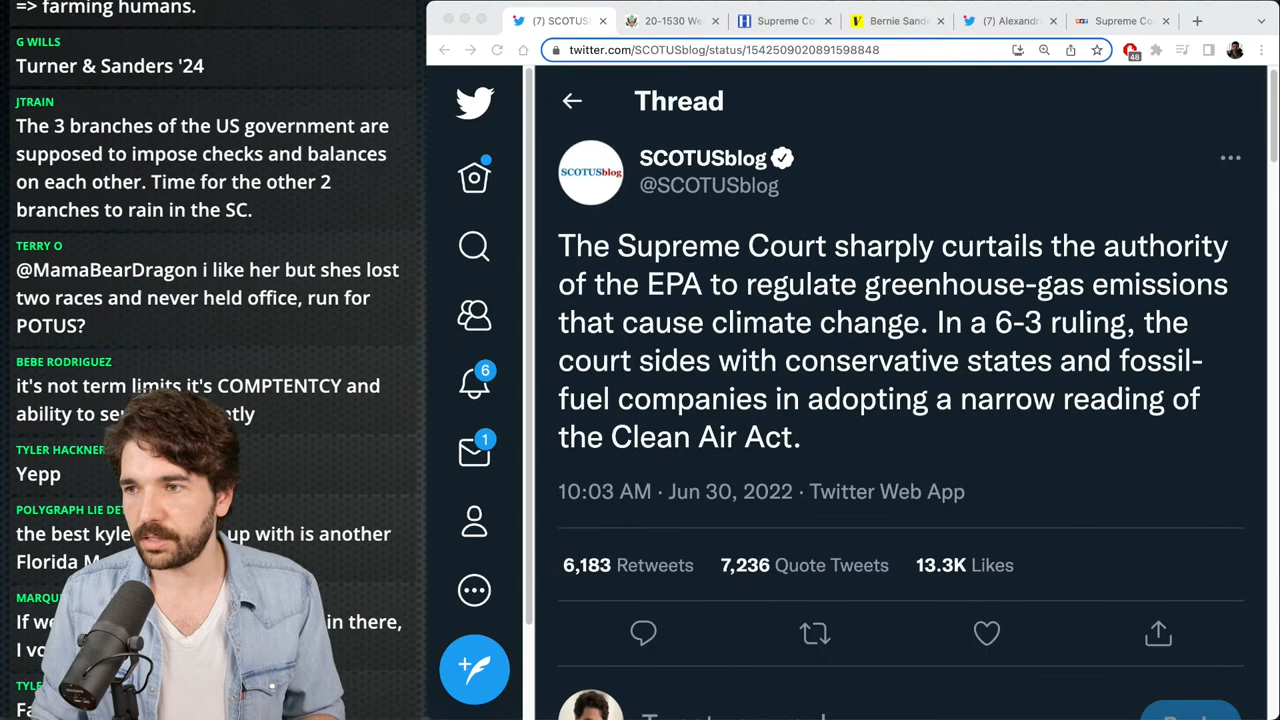 => farming humans.
G WILLS
Turner & Sanders '24
JTRAIN
The 3 branches of the US government are
supposed to impose checks and balances
on each other. Time for the other 2
branches to rain in the SC.
TERRY O
@MamaBearDragon i like her but shes lost
two races and never held office, run for
POTUS?
BEBE RODRIGUEZ
it's not term limits it's COMPTENTCY and
ability to
TYLER HACKNER
Yepp
POLYGRAPH LIE
the best kyle up with is another
Florida
If we in there,
I
(7) SCOTUS
20-1530 We
Supreme Co
Bernie Sand
(7) Alexand
Supreme Co
twitter.com/SCOTUSblog/status/1542509020891598848
48
Thread
SCOTUSblog
SCOTUSblog
@SCOTUSblog
The Supreme Court sharply curtails the authority
of the EPA to regulate greenhouse-gas emissions
that cause climate change. In a 6-3 ruling, the
court sides with conservative states and fossil-
fuel companies in adopting a narrow reading of
the Clean Air Act.
10:03 AM · Jun 30, 2022 · Twitter Web App
6,183 Retweets 7,236 Quote Tweets 13.3K Likes
6
1